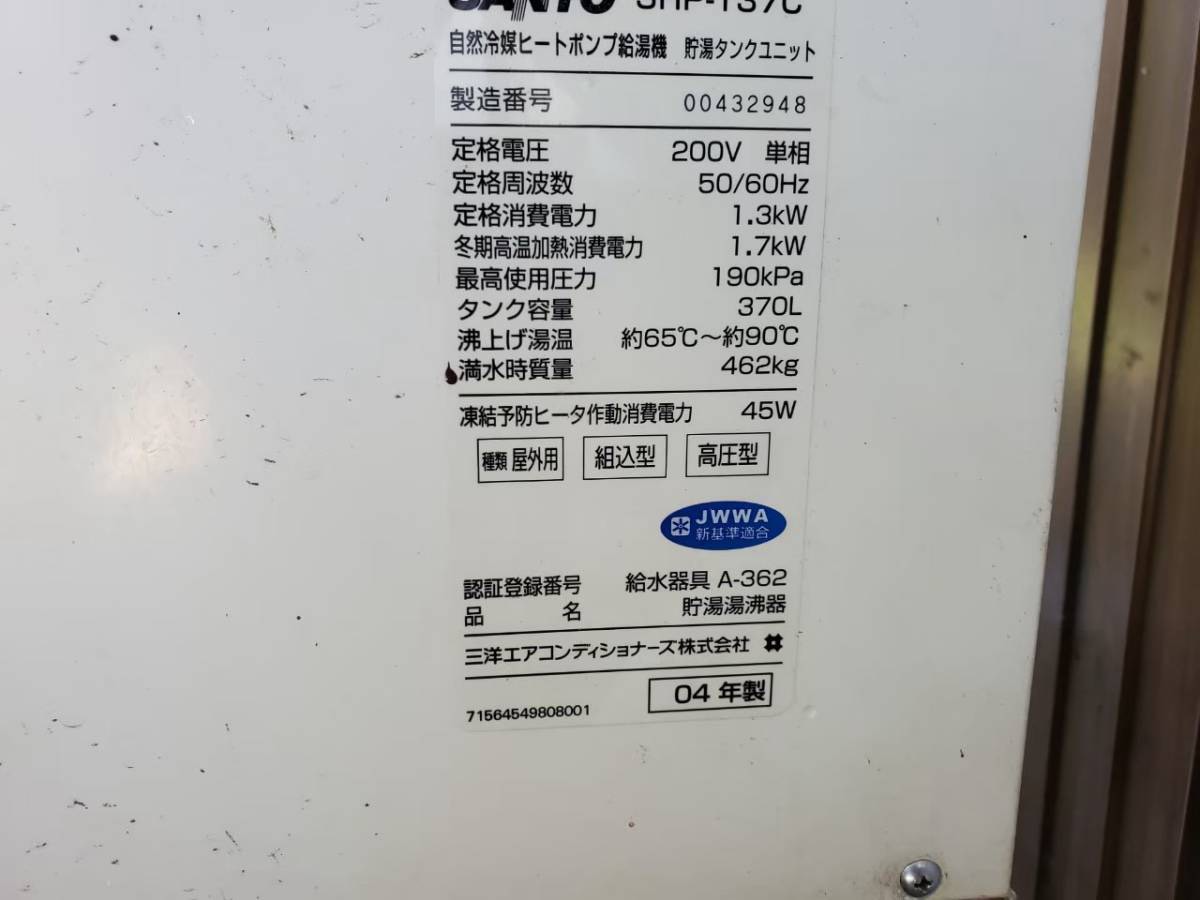 SANYO SHP-T37C
自然冷媒ヒートポンプ給湯機 貯湯タンクユニット
製造番号 00432948
定格電圧 200V 単相
定格周波数 50/60Hz
定格消費電力 1.3kW
冬期高温加熱消費電力 1.7kW
最高使用圧力 190kPa
タンク容量 370L
沸上げ湯温 約65℃～約90℃
満水時質量 462kg
凍結予防ヒータ作動消費電力 45W
種類 屋外用 組込型 高圧型
JWWA
新基準適合
認証登録番号 給水器具 A-362
品名 貯湯湯沸器
三洋エアコンディショナーズ株式会社
04 年製
71564549808001